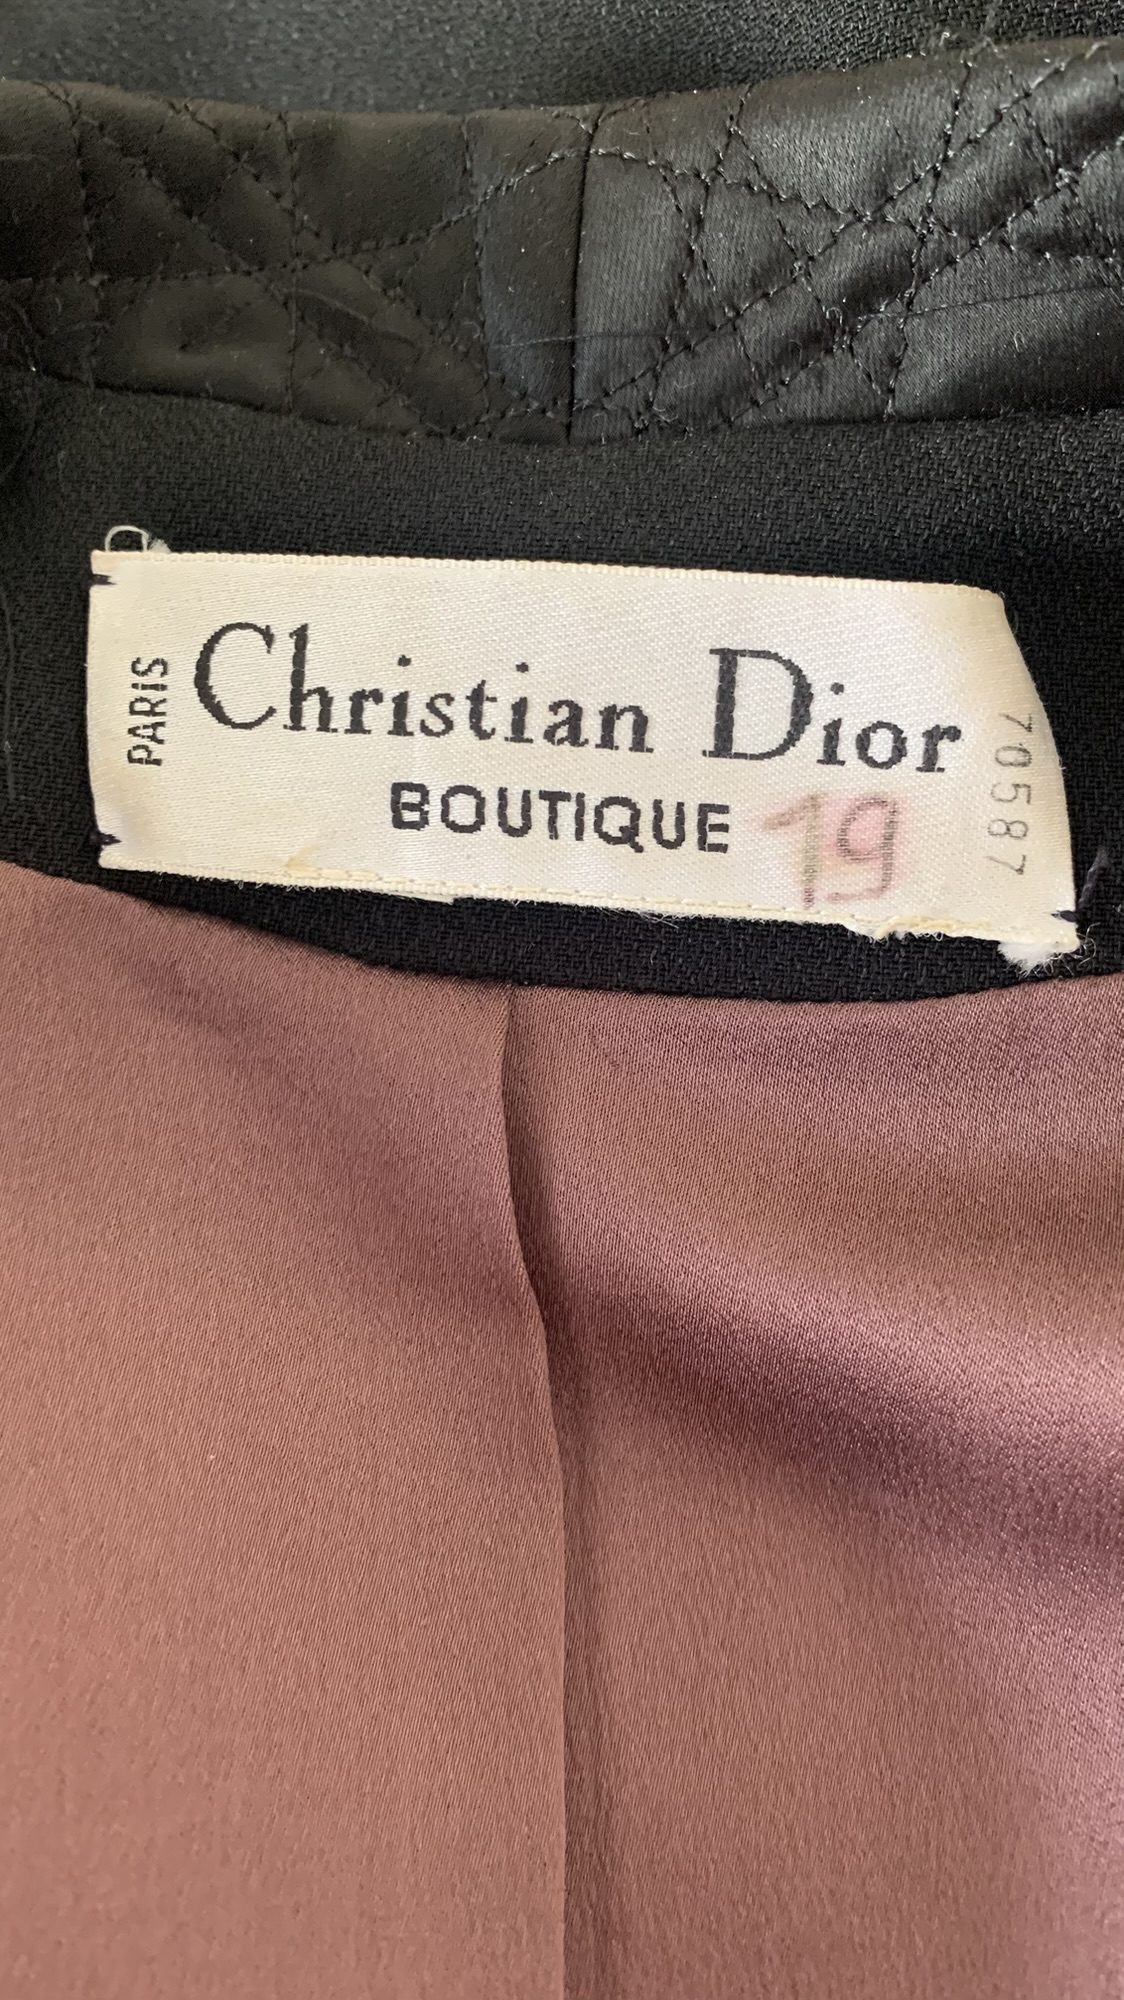 PARIS
Christian Dior
BOUTIQUE
19
70587